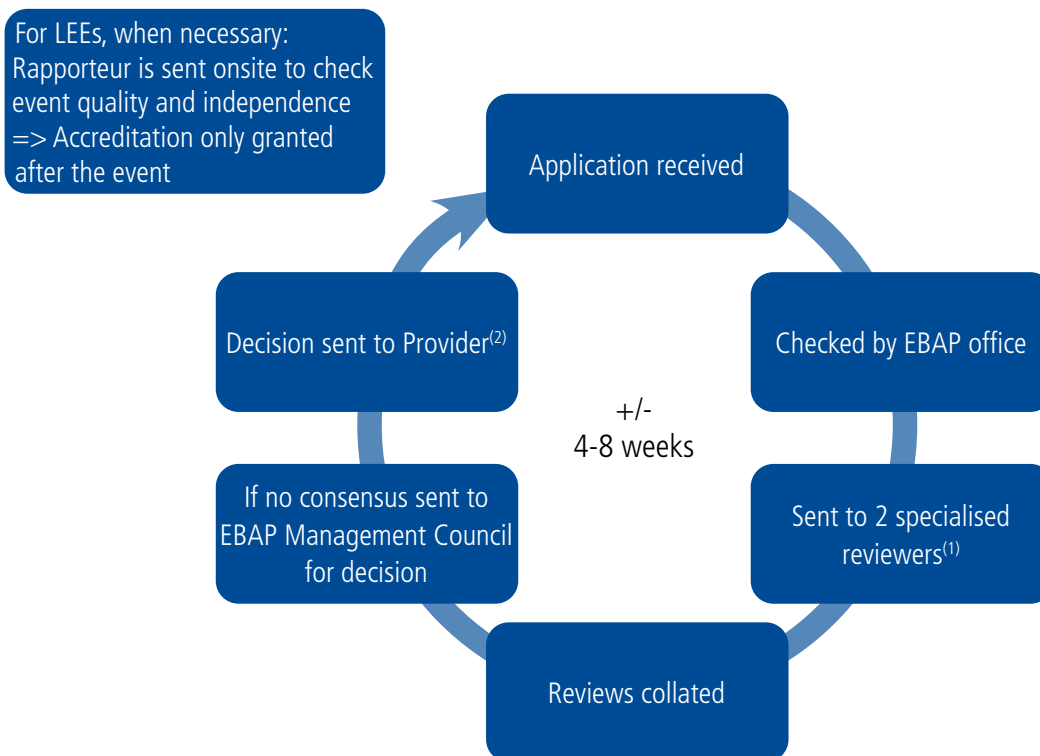 For LEEs, when necessary:
Rapporteur is sent onsite to check
event quality and independence
=> Accreditation only granted
after the event
Application received
Checked by EBAP office
Sent to 2 specialised
reviewers(1)
Reviews collated
If no consensus sent to
EBAP Management Council
for decision
Decision sent to Provider(2)
+/-
4-8 weeks